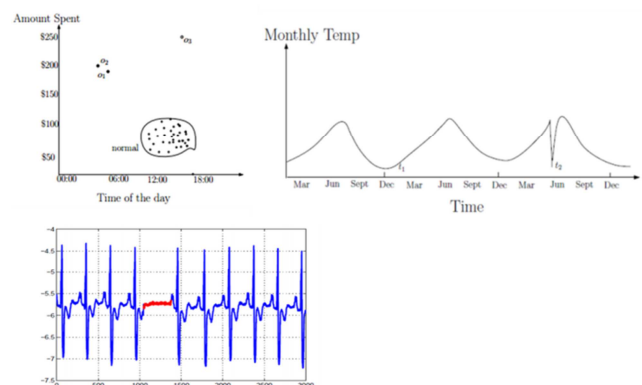 Amount Spent
$250
o₃
$200
o₂
o₁
$150
$100
normal
$50
00:00 06:00 12:00 18:00
Time of the day
Monthly Temp
t₁
t₂
Mar Jun Sept Dec Mar Jun Sept Dec Mar Jun Sept Dec
Time
-4
-4.5
-5
-5.5
-6
-6.5
-7
-7.5
0 500 1000 1500 2000 2500 3000